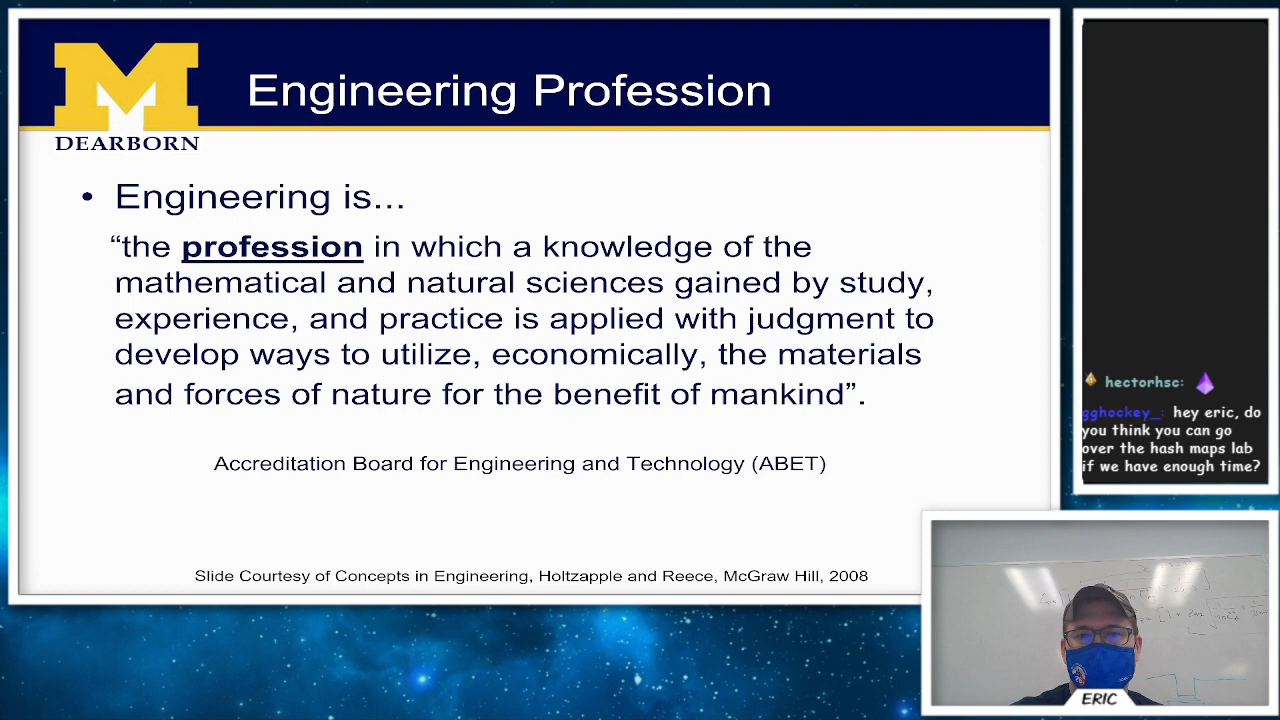 Engineering Profession
DEARBORN
• Engineering is...
“the profession in which a knowledge of the
mathematical and natural sciences gained by study,
experience, and practice is applied with judgment to
develop ways to utilize, economically, the materials
and forces of nature for the benefit of mankind”.
Accreditation Board for Engineering and Technology (ABET)
Slide Courtesy of Concepts in Engineering, Holtzapple and Reece, McGraw Hill, 2008
hectorhsc:
gghockey_: hey eric, do
you think you can go
over the hash maps lab
if we have enough time?
ERIC